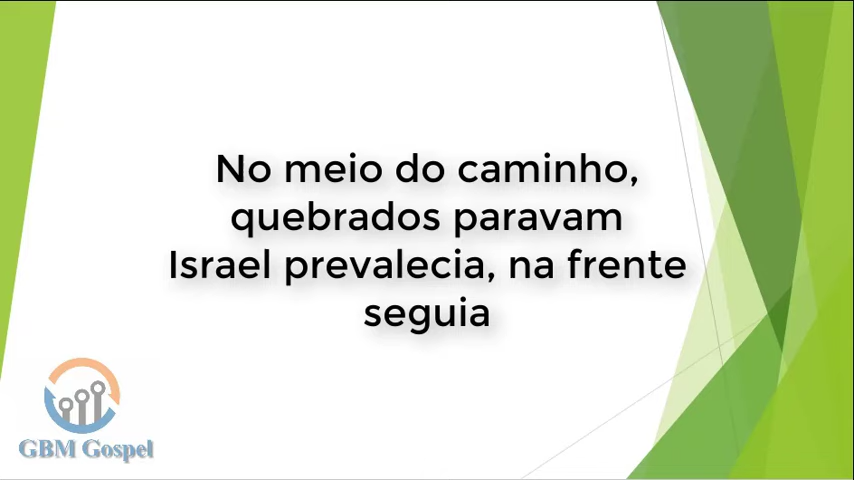 No meio do caminho,
quebrados paravam
Israel prevalecia, na frente
seguia
GBM Gospel